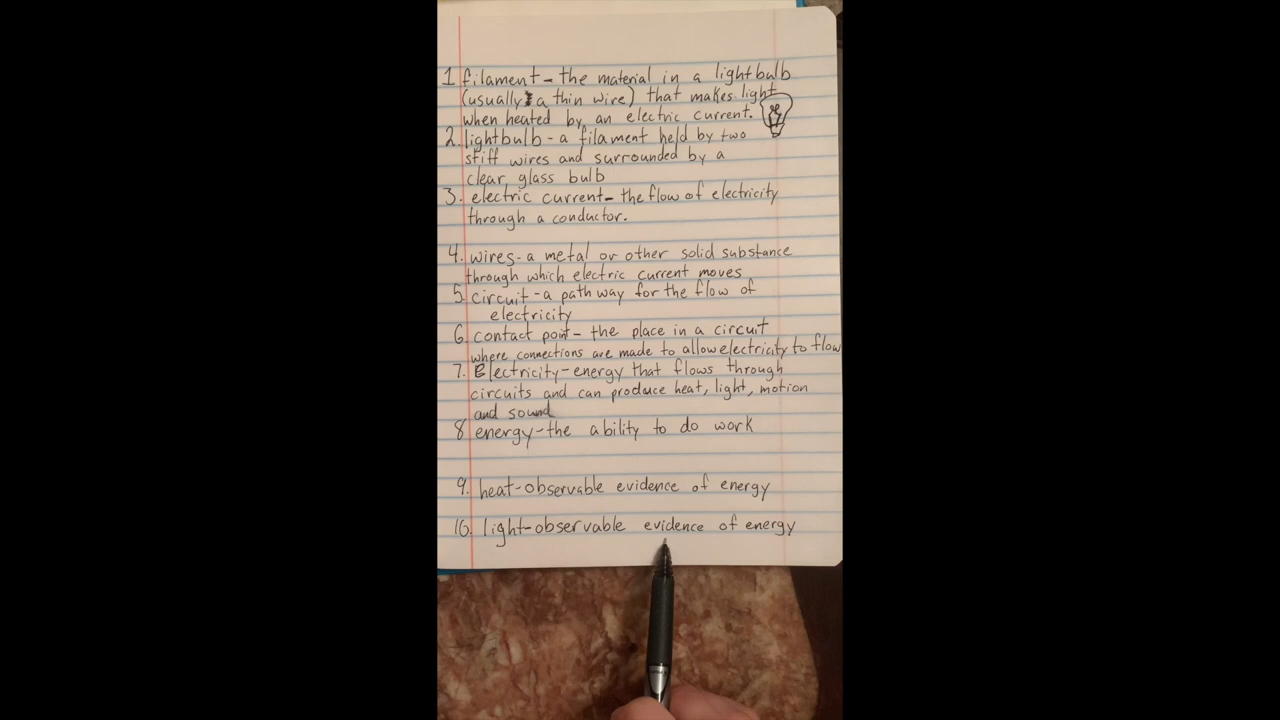 1 filament - the material in a lightbulb
(usually a thin wire) that makes light
when heated by an electric current.
2. lightbulb - a filament held by two
stiff wires and surrounded by a
clear, glass bulb
3. electric current - the flow of electricity
through a conductor.
4. wires - a metal or other solid substance
through which electric current moves
5. circuit - a path way for the flow of
electricity
6. contact point - the place in a circuit
where connections are made to allow electricity to flow
7. Electricity - energy that flows through
circuits and can produce heat, light, motion
and sound
8 energy - the ability to do work
9. heat - observable evidence of energy
10. light - observable evidence of energy